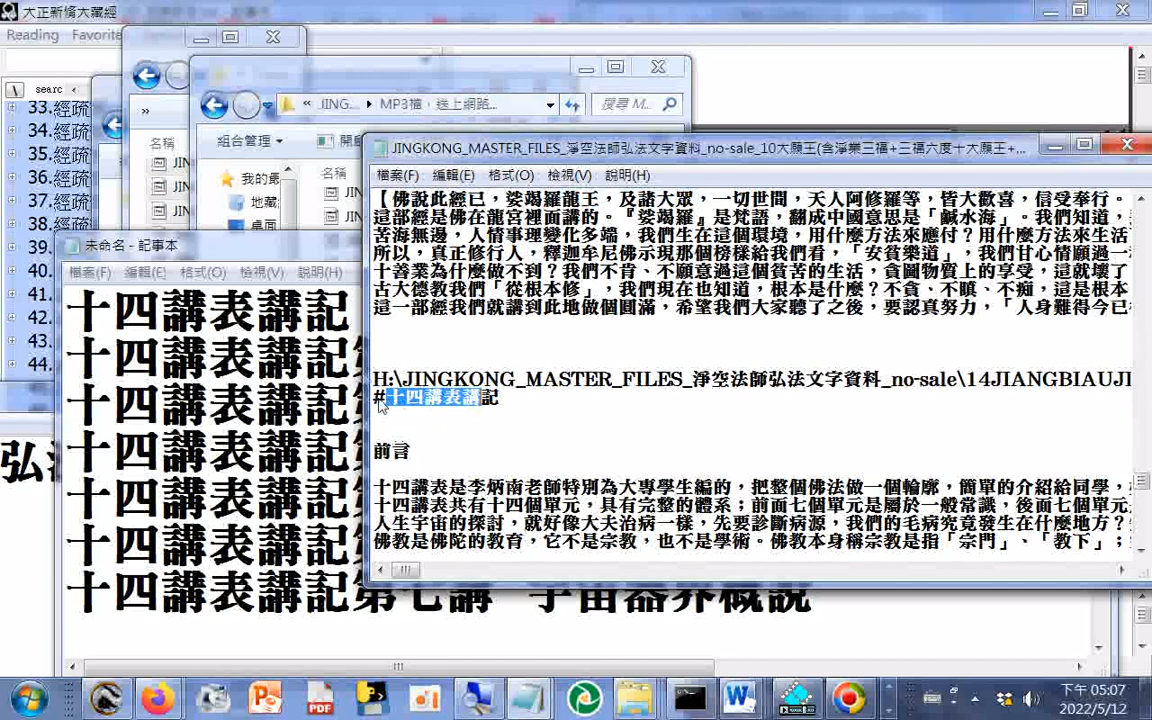 大正新脩大藏經
Reading Favorite
searc
33.經疏
34.經疏
35.經疏
36.經疏
37.經疏
38.經疏
39.
40.
41.
42.
43.
44.
弘
»
名稱
JIN
JIN
JIN
« JING... ▸ MP3檔，送上網路... 搜尋 M...
組合管理 開啟
我的最
地藏
桌面
名稱
JIN
JIN
未命名 - 記事本
檔案(F) 編輯(E) 格式(O) 檢視(V) 說明(H)
十四講表講記
十四講表講記第
十四講表講記
十四講表講記第
十四講表講記第
十四講表講記第
十四講表講記第七講 宇宙器界概說
JINGKONG_MASTER_FILES_淨空法師弘法文字資料_no-sale_10大願王(含淨業三福+三福六度十大願王+...
檔案(F) 編輯(E) 格式(O) 檢視(V) 說明(H)
【佛說此經已，娑竭羅龍王，及諸大眾，一切世間，天人阿修羅等，皆大歡喜，信受奉行。
這部經是佛在龍宮裡面講的。『娑竭羅』是梵語，翻成中國意思是「鹹水海」。我們知道，
苦海無邊，人情事理變化多端，我們生在這個環境，用什麼方法來應付？用什麼方法來生活
所以，真正修行人，釋迦牟尼佛示現那個榜樣給我們看，「安貧樂道」，我們甘心情願過一
十善業為什麼做不到？我們不肯、不願意過這個貧苦的生活，貪圖物質上的享受，這就壞了
古大德教我們「從根本修」，我們現在也知道，根本是什麼？不貪、不瞋、不痴，這是根本
這一部經我們就講到此地做個圓滿，希望我們大家聽了之後，要認真努力，「人身難得今已
H:\JINGKONG_MASTER_FILES_淨空法師弘法文字資料_no-sale\14JIANGBIAUJI
#十四講表講記
前言
十四講表是李炳南老師特別為大專學生編的，把整個佛法做一個輪廓，簡單的介紹給同學，
十四講表共有十四個單元，具有完整的體系；前面七個單元是屬於一般常識，後面七個單元
人生宇宙的探討，就好像大夫治病一樣，先要診斷病源，我們的毛病究竟發生在什麼地方？
佛教是佛陀的教育，它不是宗教，也不是學術。佛教本身稱宗教是指「宗門」、「教下」；
PDF
下午 05:07
2022/5/12